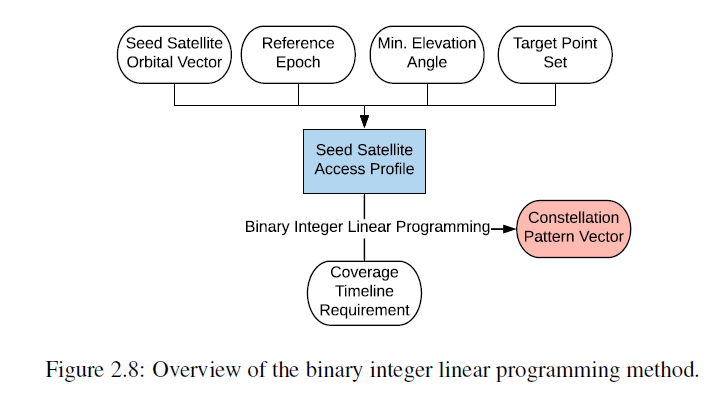 Seed Satellite
Orbital Vector
Reference
Epoch
Min. Elevation
Angle
Target Point
Set
Seed Satellite
Access Profile
Binary Integer Linear Programming
Constellation
Pattern Vector
Coverage
Timeline
Requirement
Figure 2.8: Overview of the binary integer linear programming method.